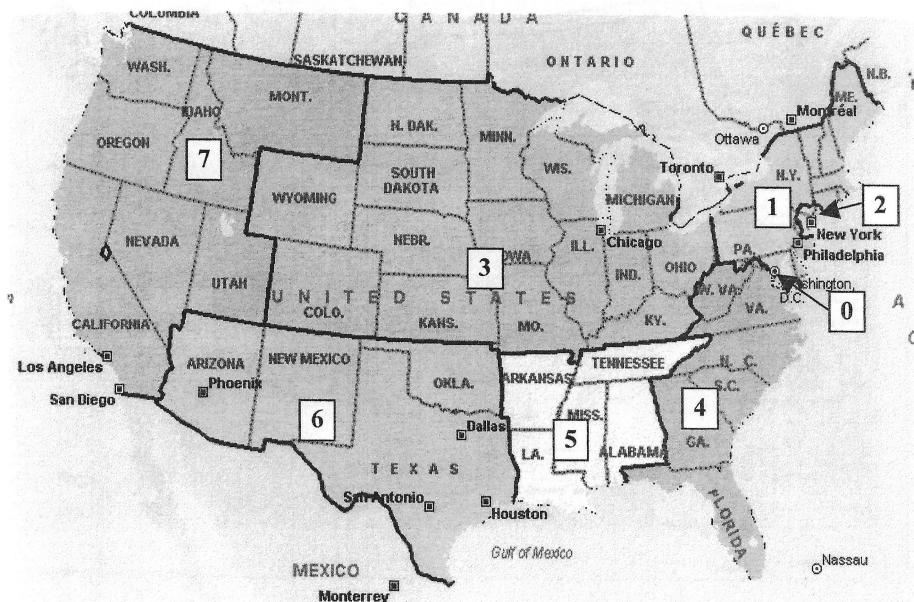 COLUMBIA
CANADA
QUÉBEC
SASKATCHEWAN
ONTARIO
N.B.
WASH.
MONT.
ME.
Montréal
IDAHO
N. DAK.
MINN.
Ottawa
OREGON
7
SOUTH
DAKOTA
WIS.
Toronto
N.Y.
WYOMING
MICHIGAN
1
2
New York
NEVADA
NEBR.
3
IOWA
ILL.
Chicago
PA.
Philadelphia
UTAH
IND.
OHIO
W. VA.
Washington,
D.C.
UNITED STATES
COLO.
KANS.
MO.
KY.
VA.
0
A
CALIFORNIA
Los Angeles
ARIZONA
NEW MEXICO
TENNESSEE
N. C.
Phoenix
OKLA.
ARKANSAS
S.C.
San Diego
6
Dallas
MISS.
4
5
LA.
ALABAMA
GA.
TEXAS
San Antonio
Houston
FLORIDA
Gulf of Mexico
MEXICO
Nassau
Monterrey